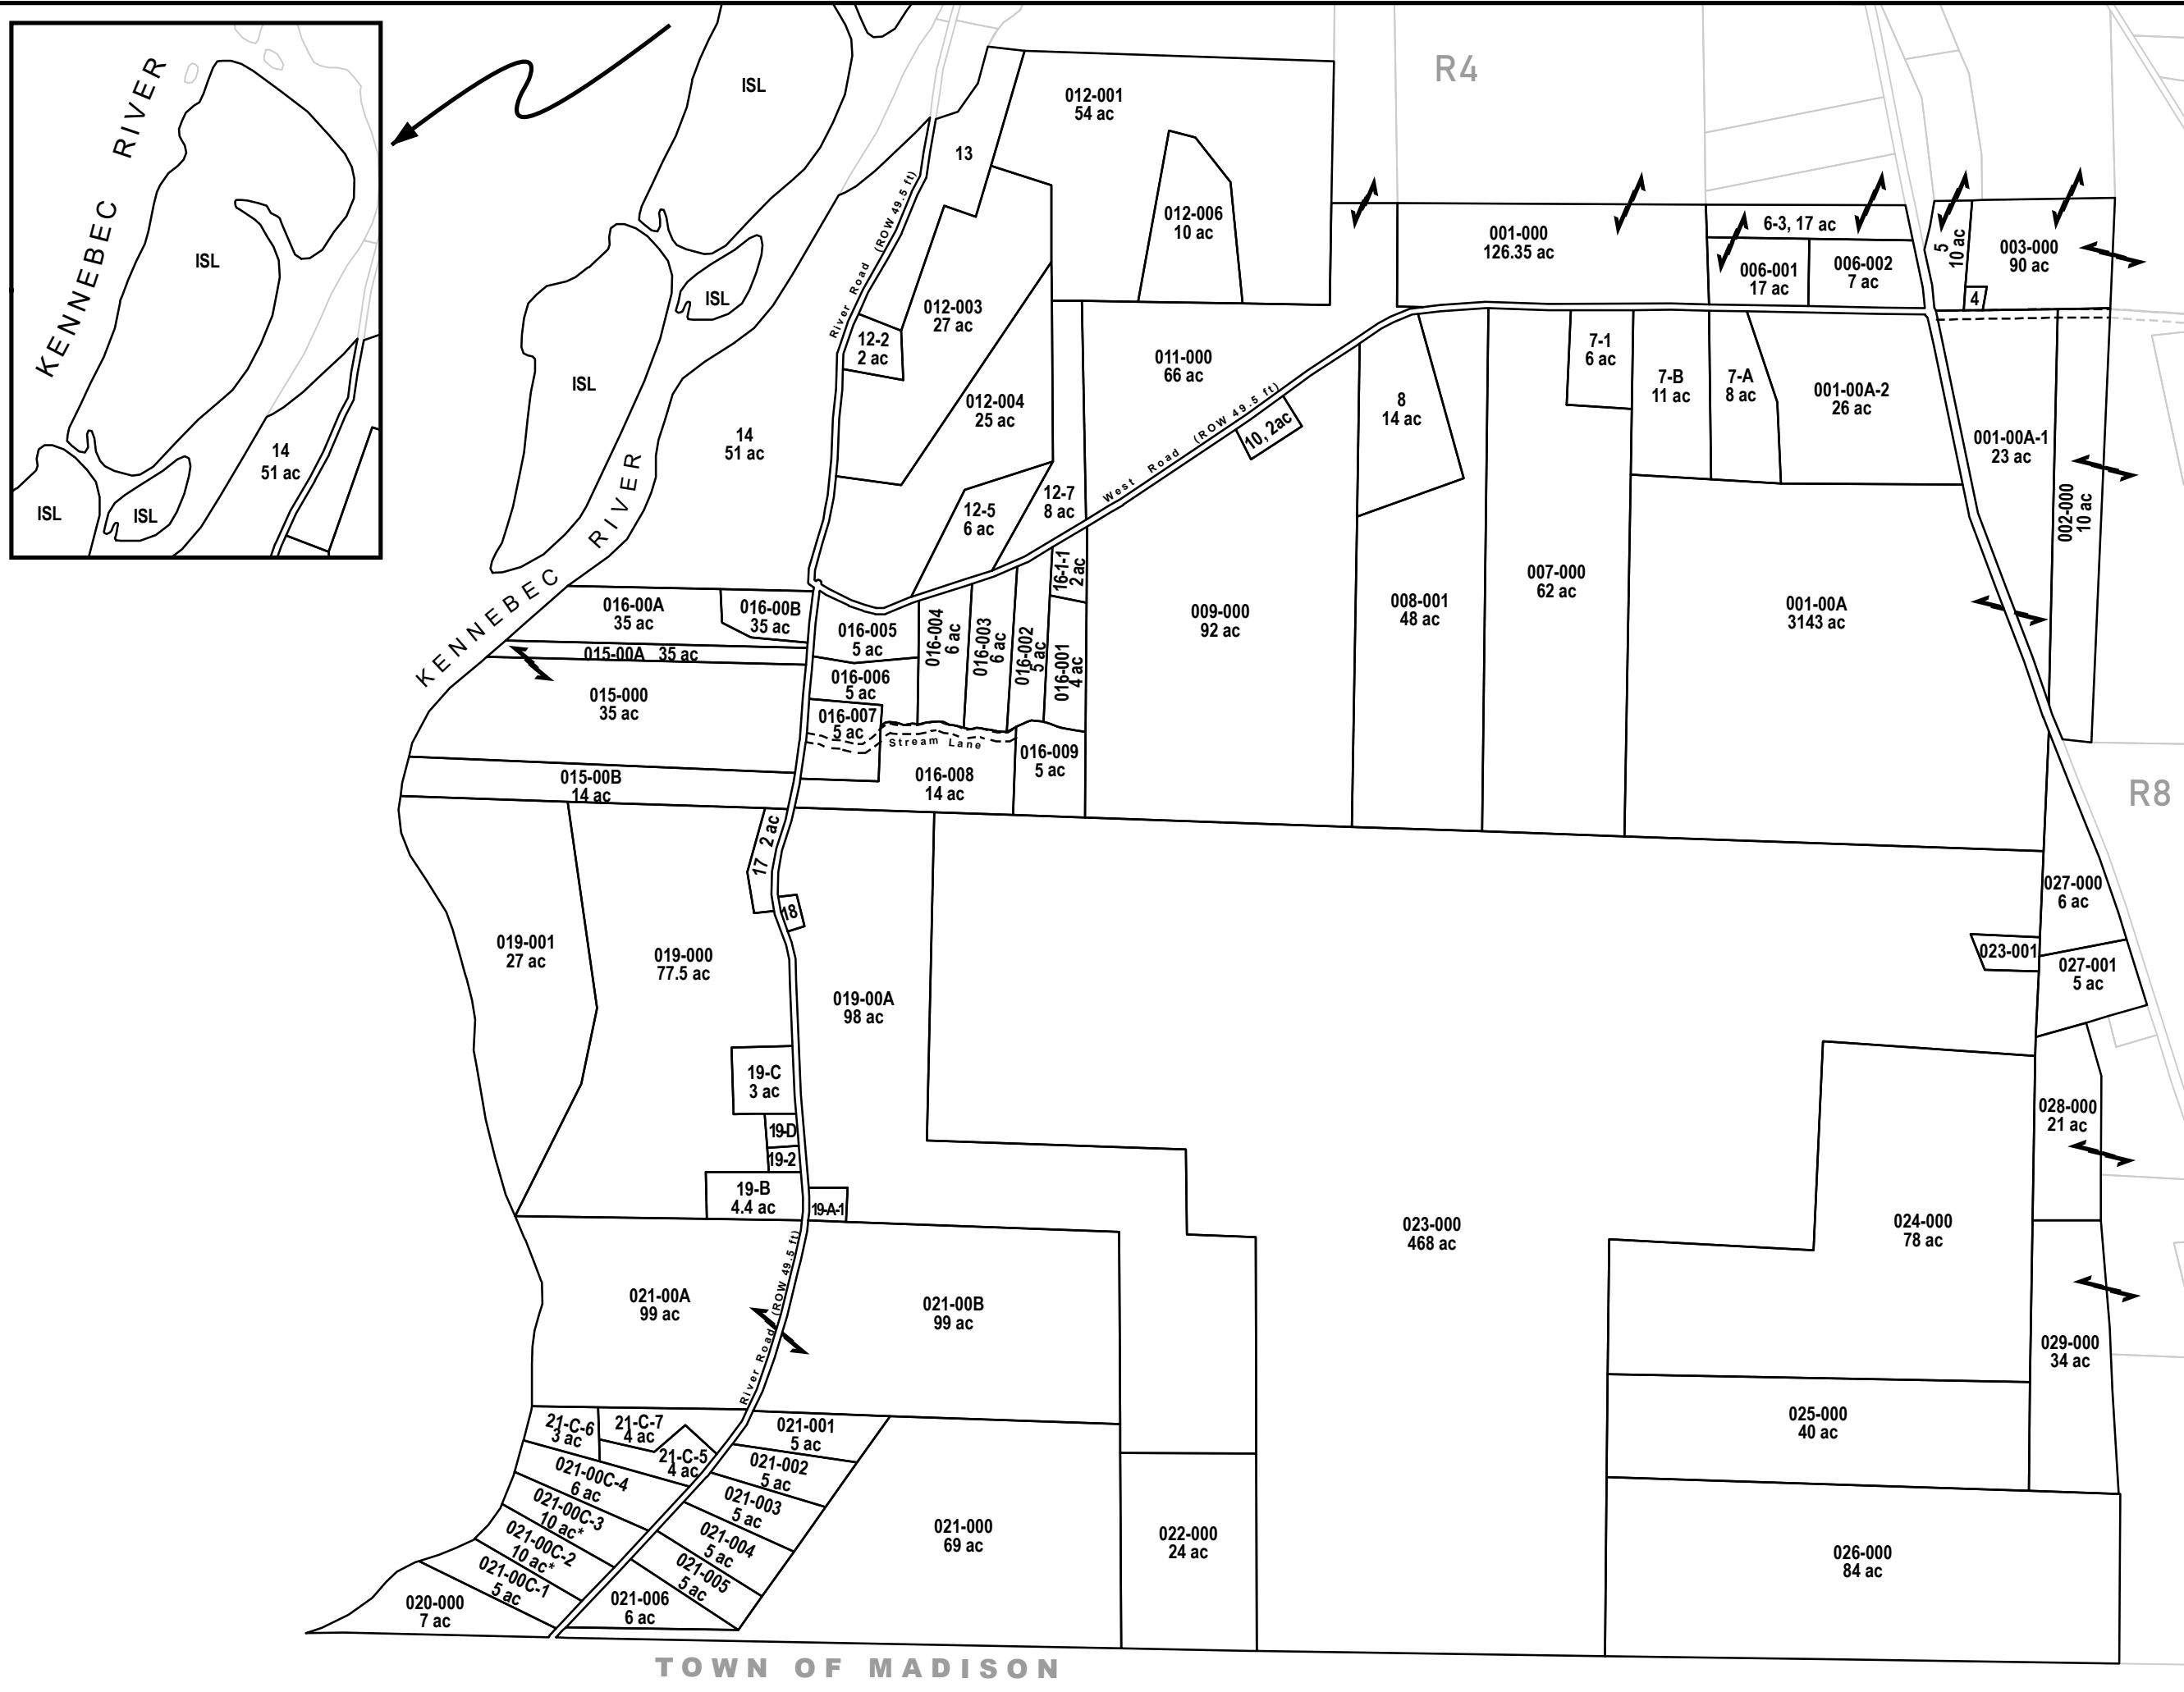 KENNEBEC RIVER
ISL
ISL
ISL
14
51 ac
ISL
ISL
ISL
KENNEBEC RIVER
14
51 ac
R4
R8
13
012-001
54 ac
012-006
10 ac
012-003
27 ac
12-2
2 ac
012-004
25 ac
12-5
6 ac
12-7
8 ac
011-000
66 ac
River Road (ROW 49.5 ft)
West Road (ROW 49.5 ft)
10, 2ac
001-000
126.35 ac
6-3, 17 ac
006-001
17 ac
006-002
7 ac
5
10 ac
4
003-000
90 ac
8
14 ac
7-1
6 ac
7-B
11 ac
7-A
8 ac
001-00A-2
26 ac
001-00A-1
23 ac
002-000
10 ac
016-00A
35 ac
016-00B
35 ac
015-00A 35 ac
015-000
35 ac
015-00B
14 ac
016-005
5 ac
016-006
5 ac
016-007
5 ac
016-004
6 ac
016-003
6 ac
016-002
5 ac
16-1-1
2 ac
016-001
4 ac
Stream Lane
016-008
14 ac
016-009
5 ac
009-000
92 ac
008-001
48 ac
007-000
62 ac
001-00A
3143 ac
17 2 ac
18
019-001
27 ac
019-000
77.5 ac
019-00A
98 ac
027-000
6 ac
023-001
027-001
5 ac
19-C
3 ac
19-D
19-2
19-B
4.4 ac
19-A-1
028-000
21 ac
023-000
468 ac
024-000
78 ac
021-00A
99 ac
River Road (ROW 49.5 ft)
021-00B
99 ac
029-000
34 ac
025-000
40 ac
21-C-6
3 ac
21-C-7
4 ac
21-C-5
4 ac
021-00C-4
6 ac
021-00C-3
10 ac*
021-00C-2
10 ac*
021-00C-1
5 ac
020-000
7 ac
021-001
5 ac
021-002
5 ac
021-003
5 ac
021-004
5 ac
021-005
5 ac
021-006
6 ac
021-000
69 ac
022-000
24 ac
026-000
84 ac
TOWN OF MADISON